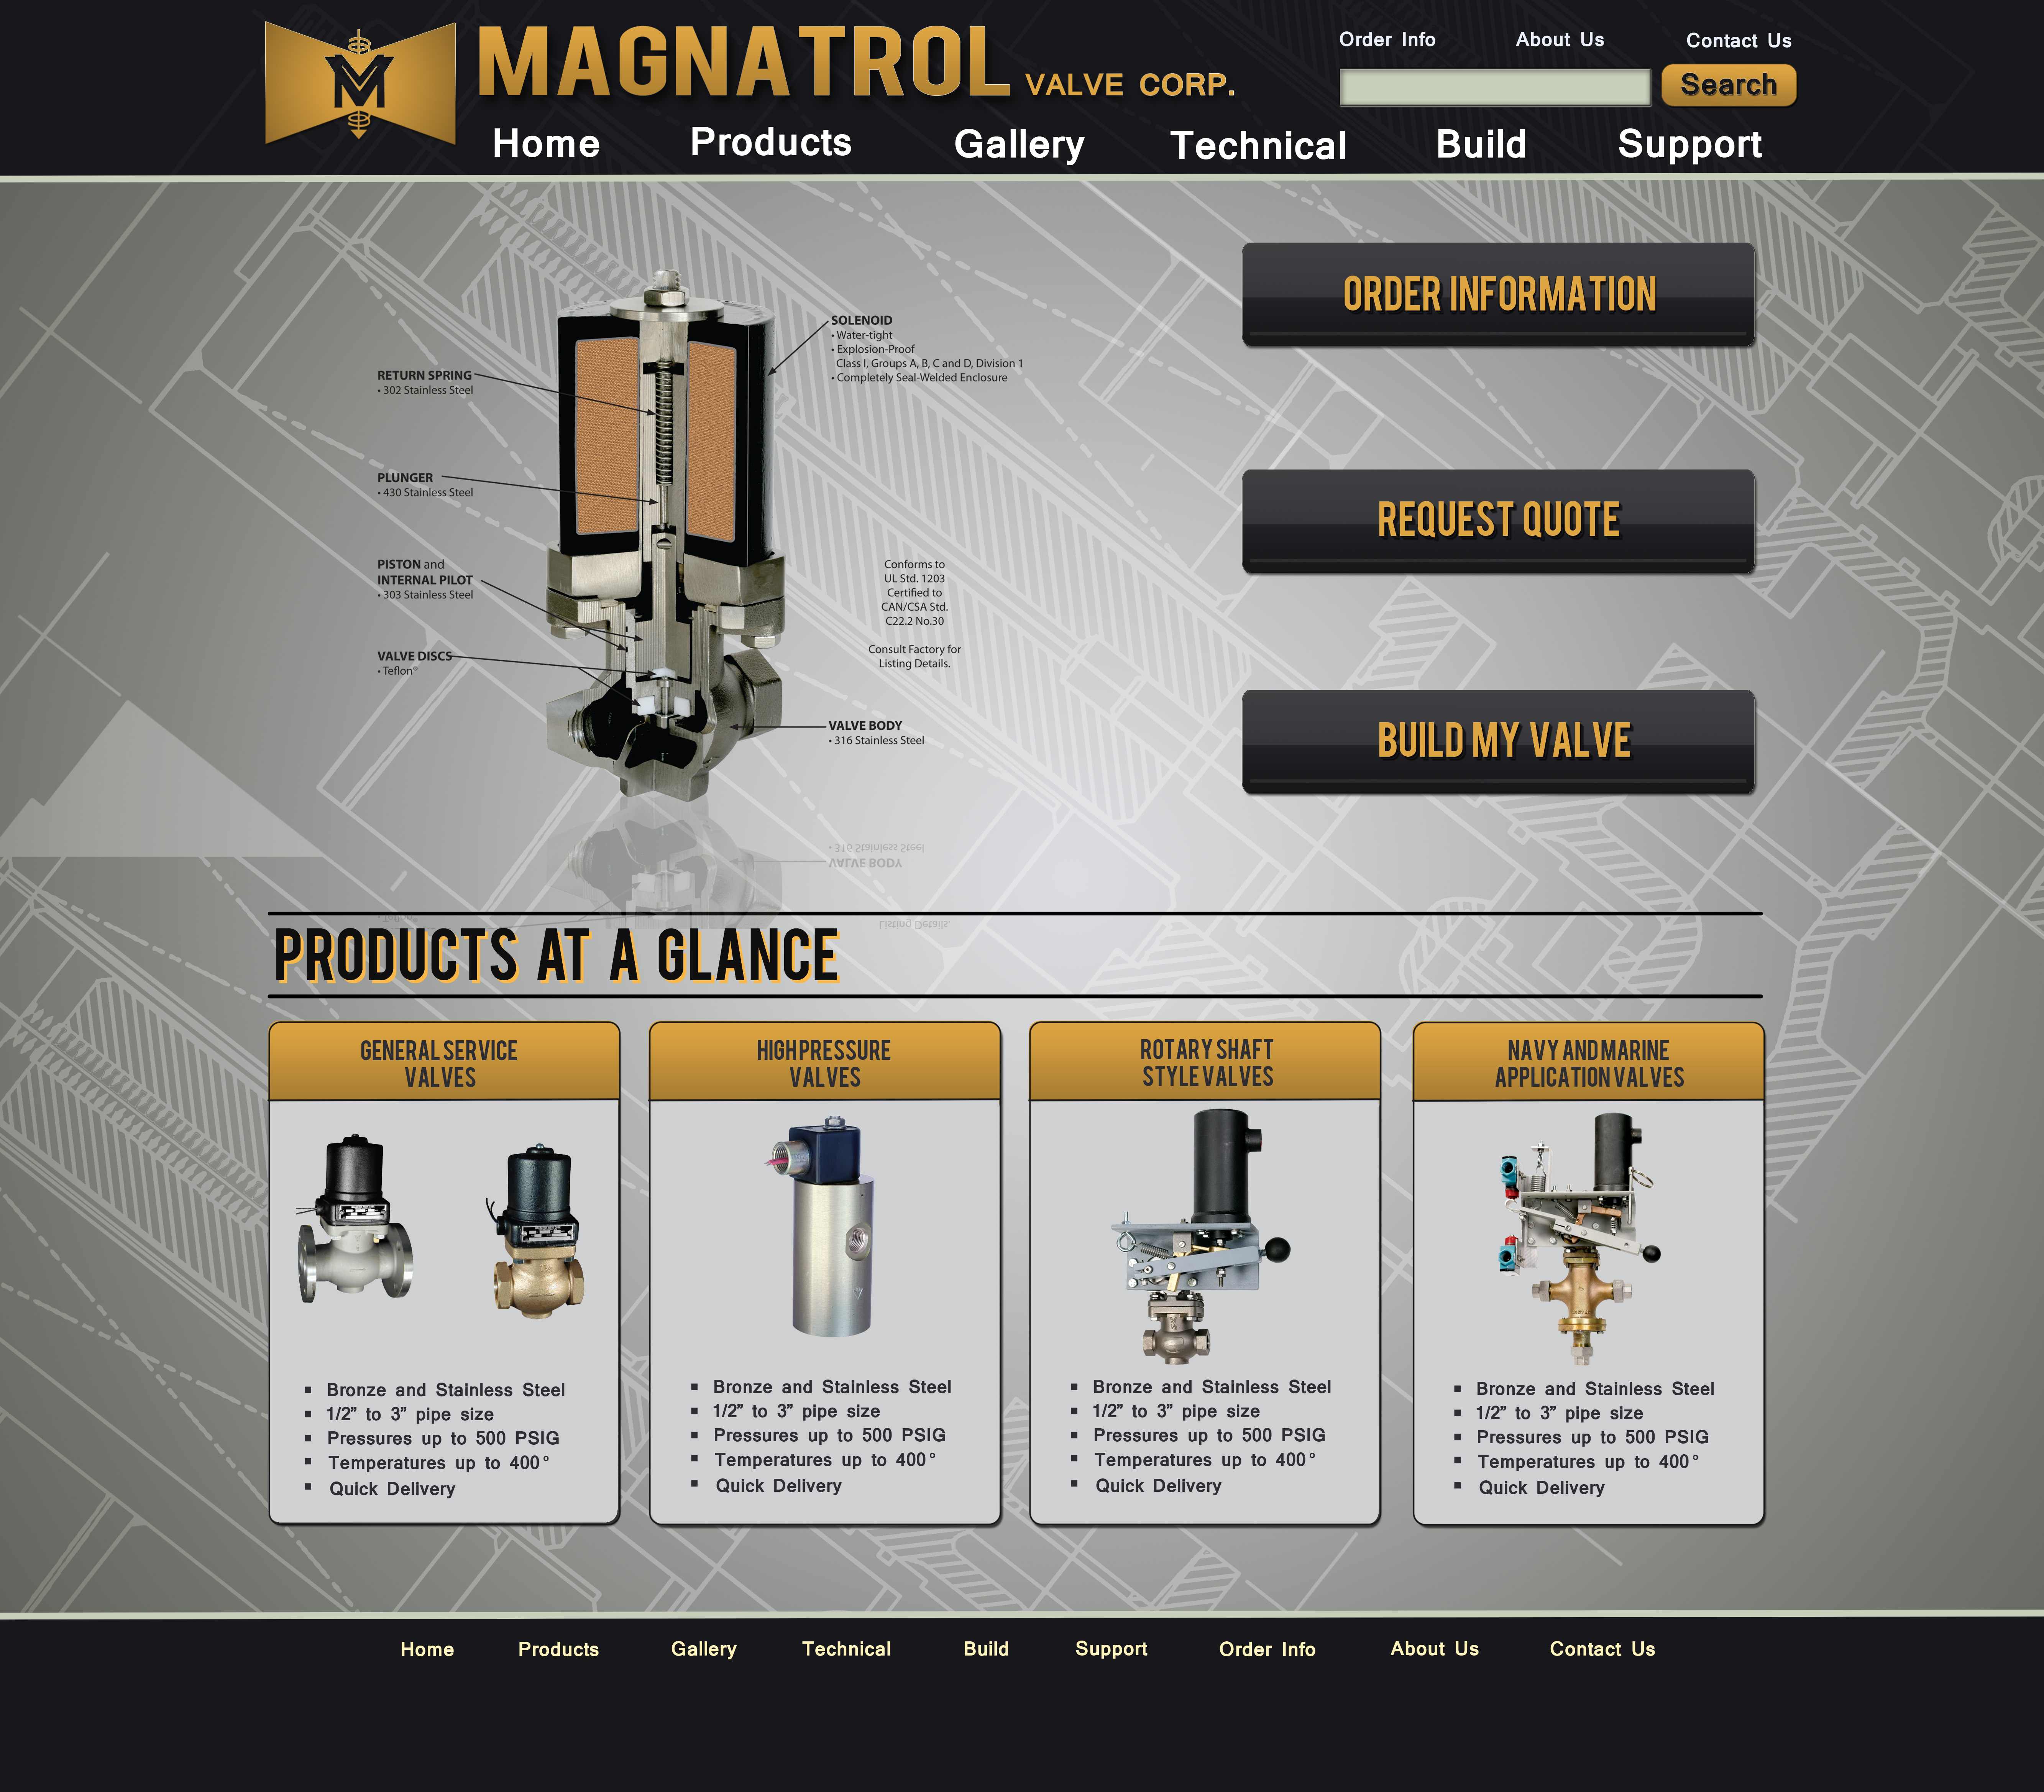 MAGNATROL VALVE CORP.
Order Info
About Us
Contact Us
Search
Home
Products
Gallery
Technical
Build
Support
SOLENOID
• Water-tight
• Explosion-Proof
Class I, Groups A, B, C and D, Division 1
• Completely Seal-Welded Enclosure
RETURN SPRING
• 302 Stainless Steel
PLUNGER
• 430 Stainless Steel
PISTON and
INTERNAL PILOT
• 303 Stainless Steel
VALVE DISCS
• Teflon®
Conforms to
UL Std. 1203
Certified to
CAN/CSA Std.
C22.2 No.30
Consult Factory for
Listing Details.
VALVE BODY
• 316 Stainless Steel
ORDER INFORMATION
REQUEST QUOTE
BUILD MY VALVE
• 316 Stainless Steel
VALVE BODY
Listing Details.
PRODUCTS AT A GLANCE
GENERAL SERVICE
VALVES
▪ Bronze and Stainless Steel
▪ 1/2” to 3” pipe size
▪ Pressures up to 500 PSIG
▪ Temperatures up to 400°
▪ Quick Delivery
HIGH PRESSURE
VALVES
▪ Bronze and Stainless Steel
▪ 1/2” to 3” pipe size
▪ Pressures up to 500 PSIG
▪ Temperatures up to 400°
▪ Quick Delivery
ROTARY SHAFT
STYLE VALVES
▪ Bronze and Stainless Steel
▪ 1/2” to 3” pipe size
▪ Pressures up to 500 PSIG
▪ Temperatures up to 400°
▪ Quick Delivery
NAVY AND MARINE
APPLICATION VALVES
▪ Bronze and Stainless Steel
▪ 1/2” to 3” pipe size
▪ Pressures up to 500 PSIG
▪ Temperatures up to 400°
▪ Quick Delivery
Home
Products
Gallery
Technical
Build
Support
Order Info
About Us
Contact Us